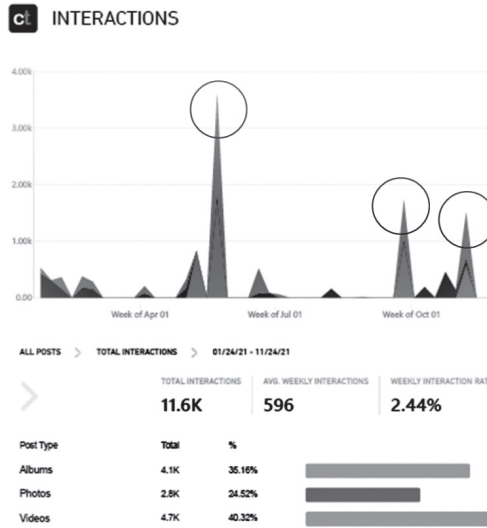 ct INTERACTIONS
4.00k
3.00k
2.00k
1.00k
0.00
Week of Apr 01 Week of Jul 01 Week of Oct 01
ALL POSTS TOTAL INTERACTIONS 01/24/21 - 11/24/21
TOTAL INTERACTIONS AVG. WEEKLY INTERACTIONS WEEKLY INTERACTION RAT
11.6K 596 2.44%
Post Type Total %
Albums 4.1K 35.16%
Photos 2.8K 24.52%
Videos 4.7K 40.32%